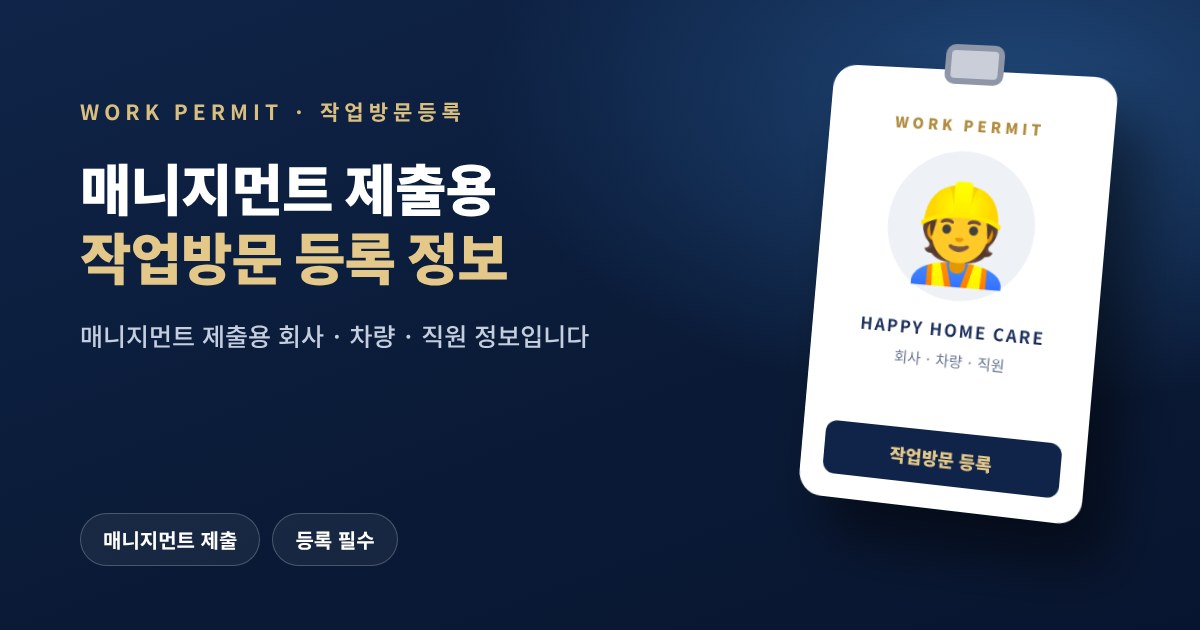 WORK PERMIT · 작업방문등록
매니지먼트 제출용
작업방문 등록 정보
매니지먼트 제출용 회사 · 차량 · 직원 정보입니다
매니지먼트 제출
등록 필수
WORK PERMIT
HAPPY HOME CARE
회사 · 차량 · 직원
작업방문 등록